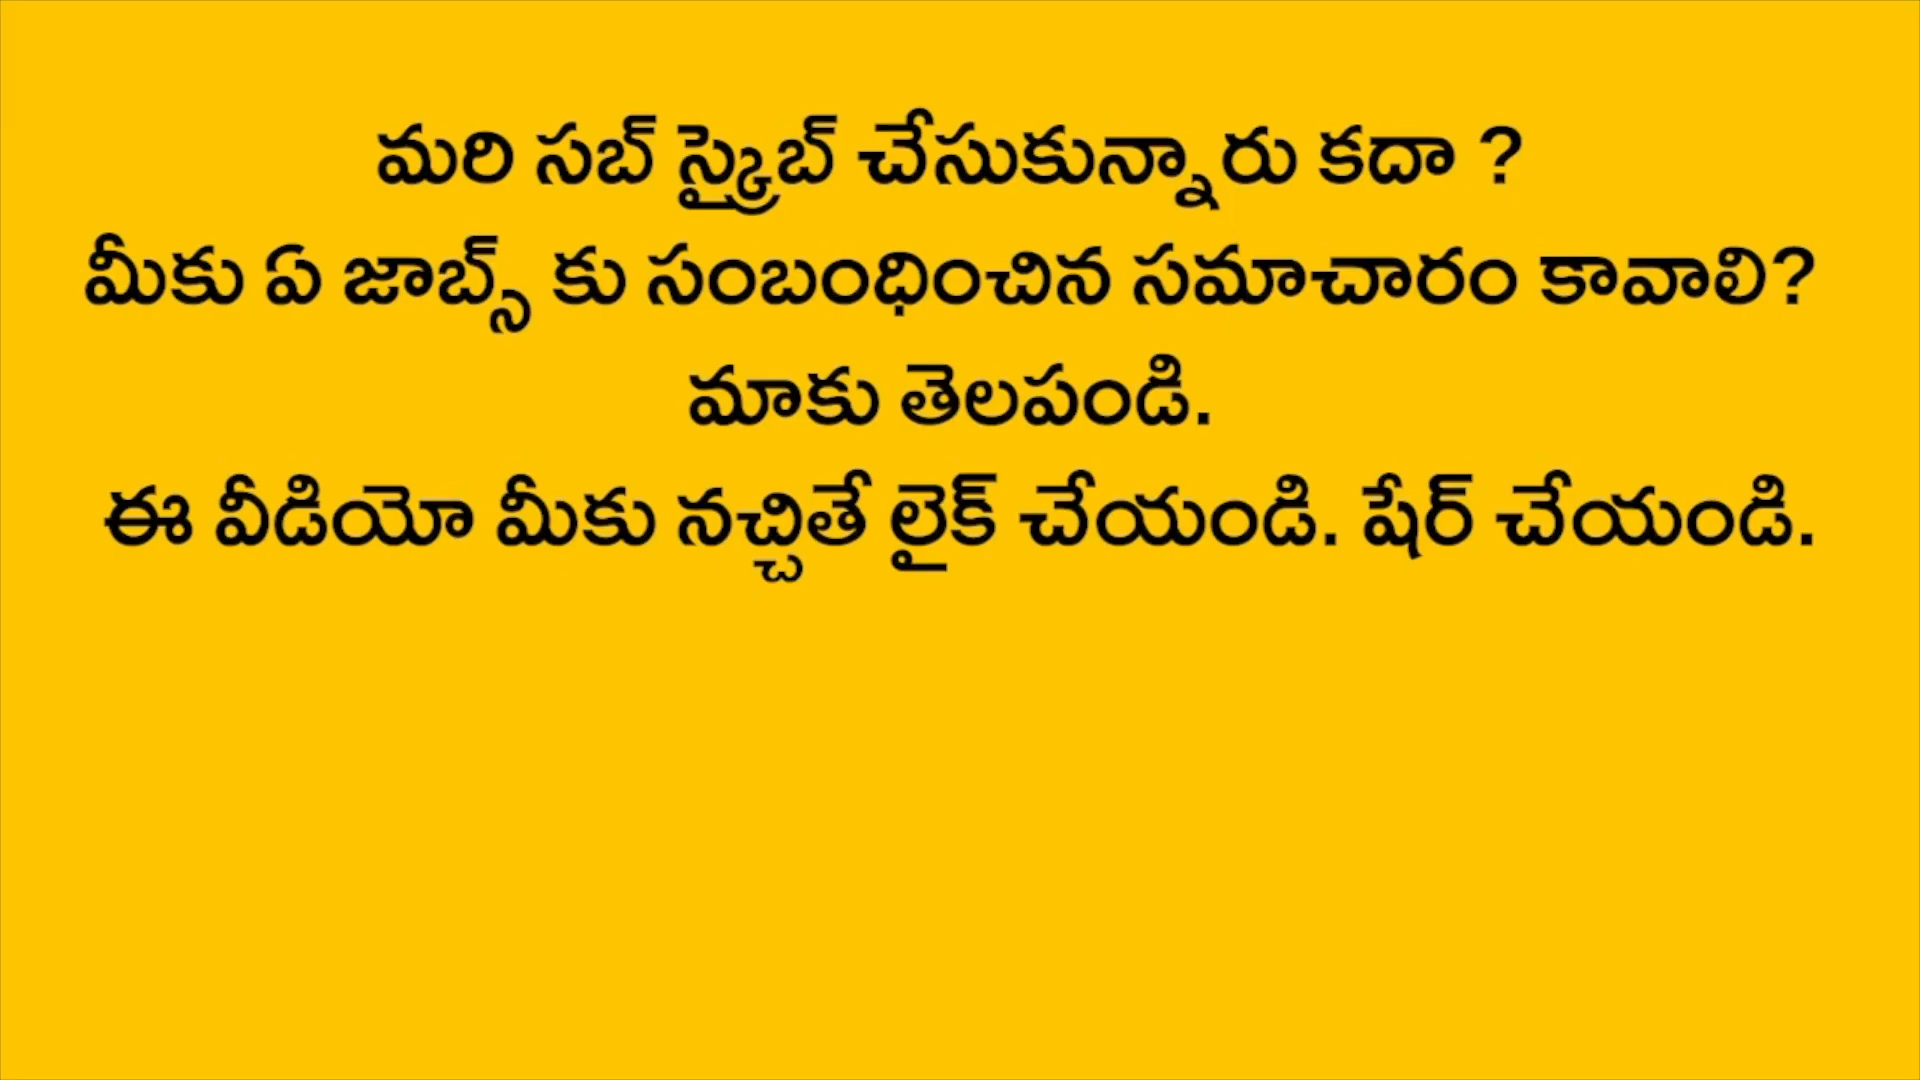 మరి సబ్ స్క్రైబ్ చేసుకున్నారు కదా ?
మీకు ఏ జాబ్స్ కు సంబంధించిన సమాచారం కావాలి?
మాకు తెలపండి.
ఈ వీడియో మీకు నచ్చితే లైక్ చేయండి. షేర్ చేయండి.